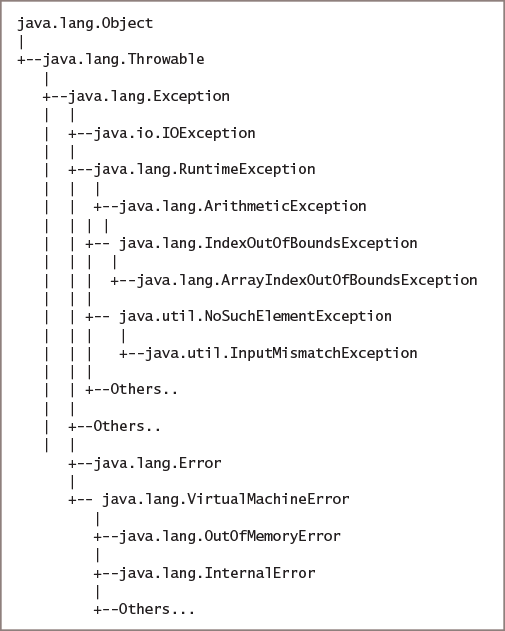 java.lang.Object
|
+--java.lang.Throwable
   |
   +--java.lang.Exception
   |  |
   |  +--java.io.IOException
   |  |
   |  +--java.lang.RuntimeException
   |  |  |
   |  |  +--java.lang.ArithmeticException
   |  | | |
   |  | +-- java.lang.IndexOutOfBoundsException
   |  | |  |
   |  | |  +--java.lang.ArrayIndexOutOfBoundsException
   |  | |
   |  | +-- java.util.NoSuchElementException
   |  | |   |
   |  | |   +--java.util.InputMismatchException
   |  | |
   |  | +--Others..
   |  |
   |  +--Others..
   |  |
      +--java.lang.Error
      |
      +-- java.lang.VirtualMachineError
         |
         +--java.lang.OutOfMemoryError
         |
         +--java.lang.InternalError
         |
         +--Others...